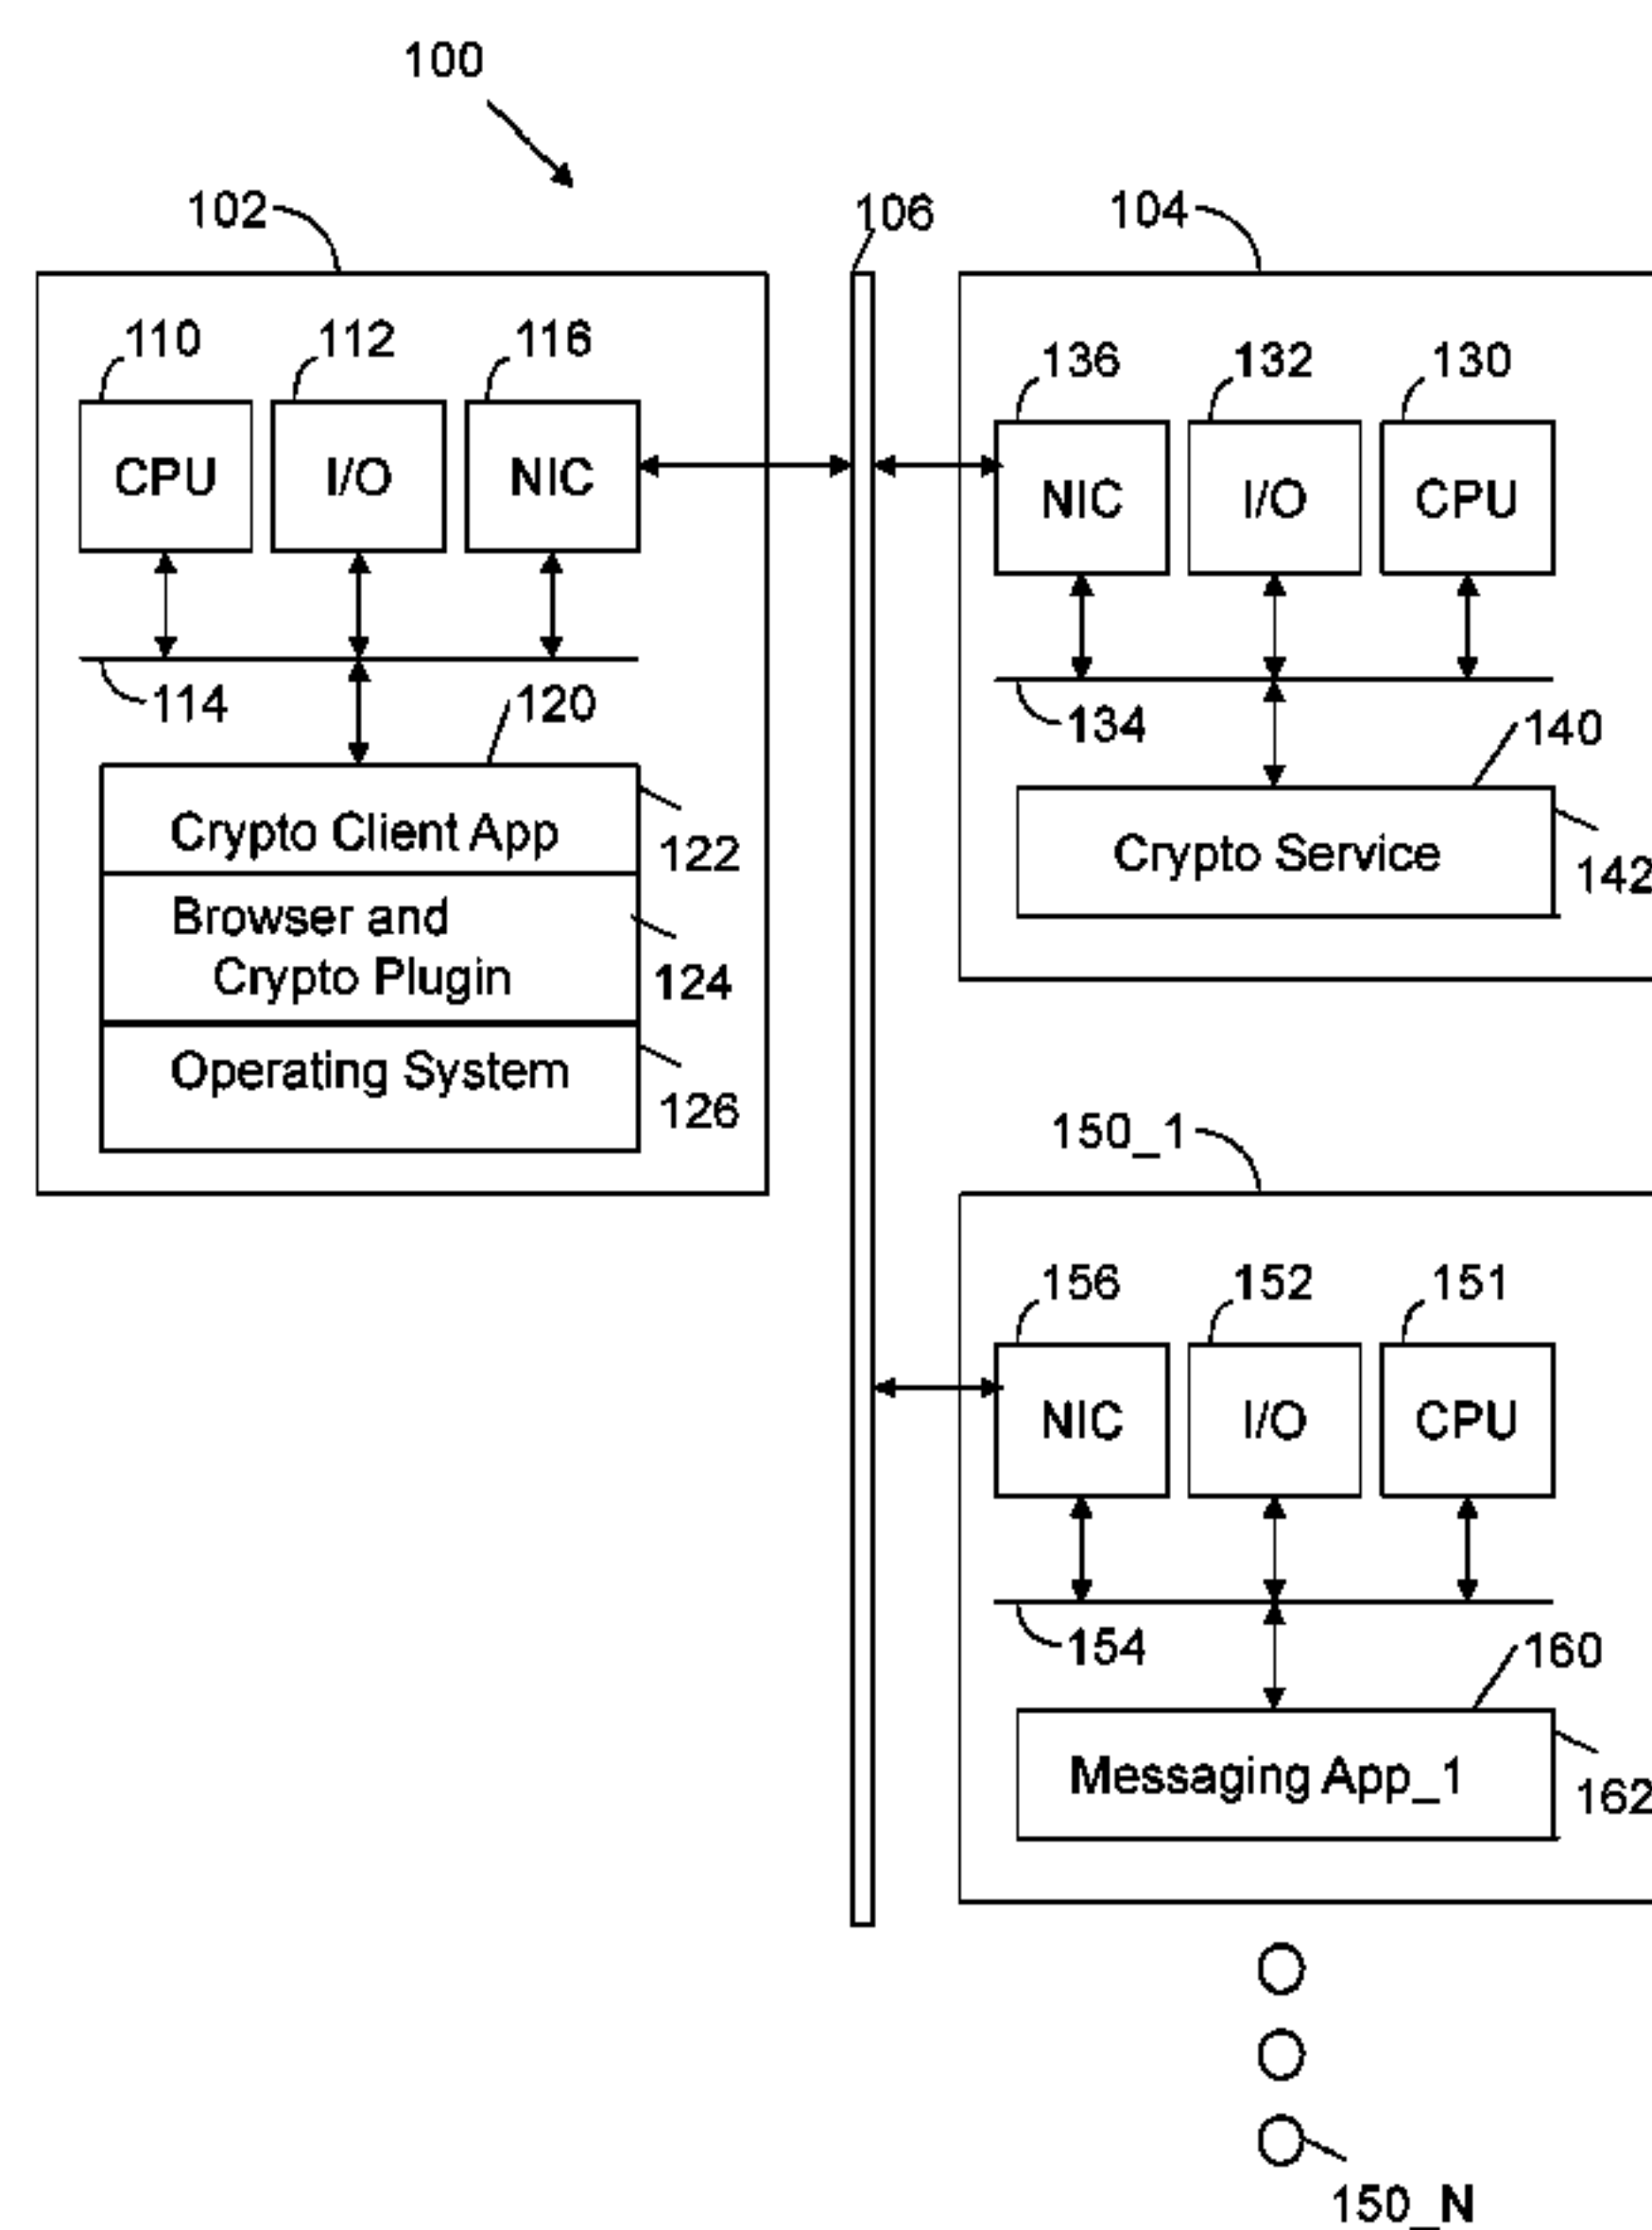 100
102
106
104
110
112
116
136
132
130
CPU
I/O
NIC
NIC
I/O
CPU
114
120
134
140
Crypto Client App
122
Crypto Service
142
Browser and
Crypto Plugin
124
Operating System
126
150_1
156
152
151
NIC
I/O
CPU
154
160
Messaging App_1
162
150_N